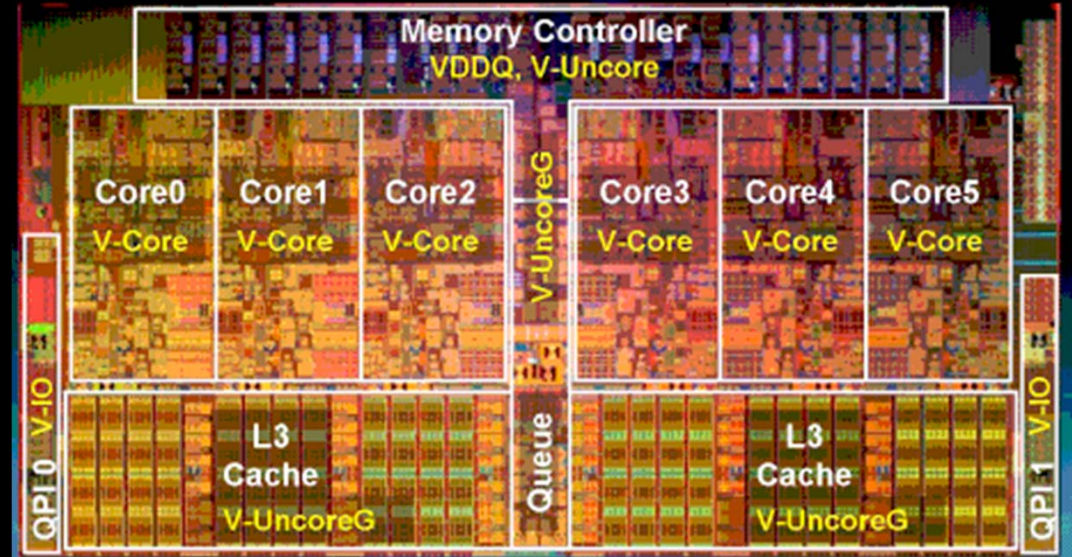 Memory Controller
VDDQ, V-Uncore
Core0
V-Core
Core1
V-Core
Core2
V-Core
V-UncoreG
Core3
V-Core
Core4
V-Core
Core5
V-Core
QPI 0
V-IO
L3
Cache
V-UncoreG
Queue
L3
Cache
V-UncoreG
QPI 1
V-IO